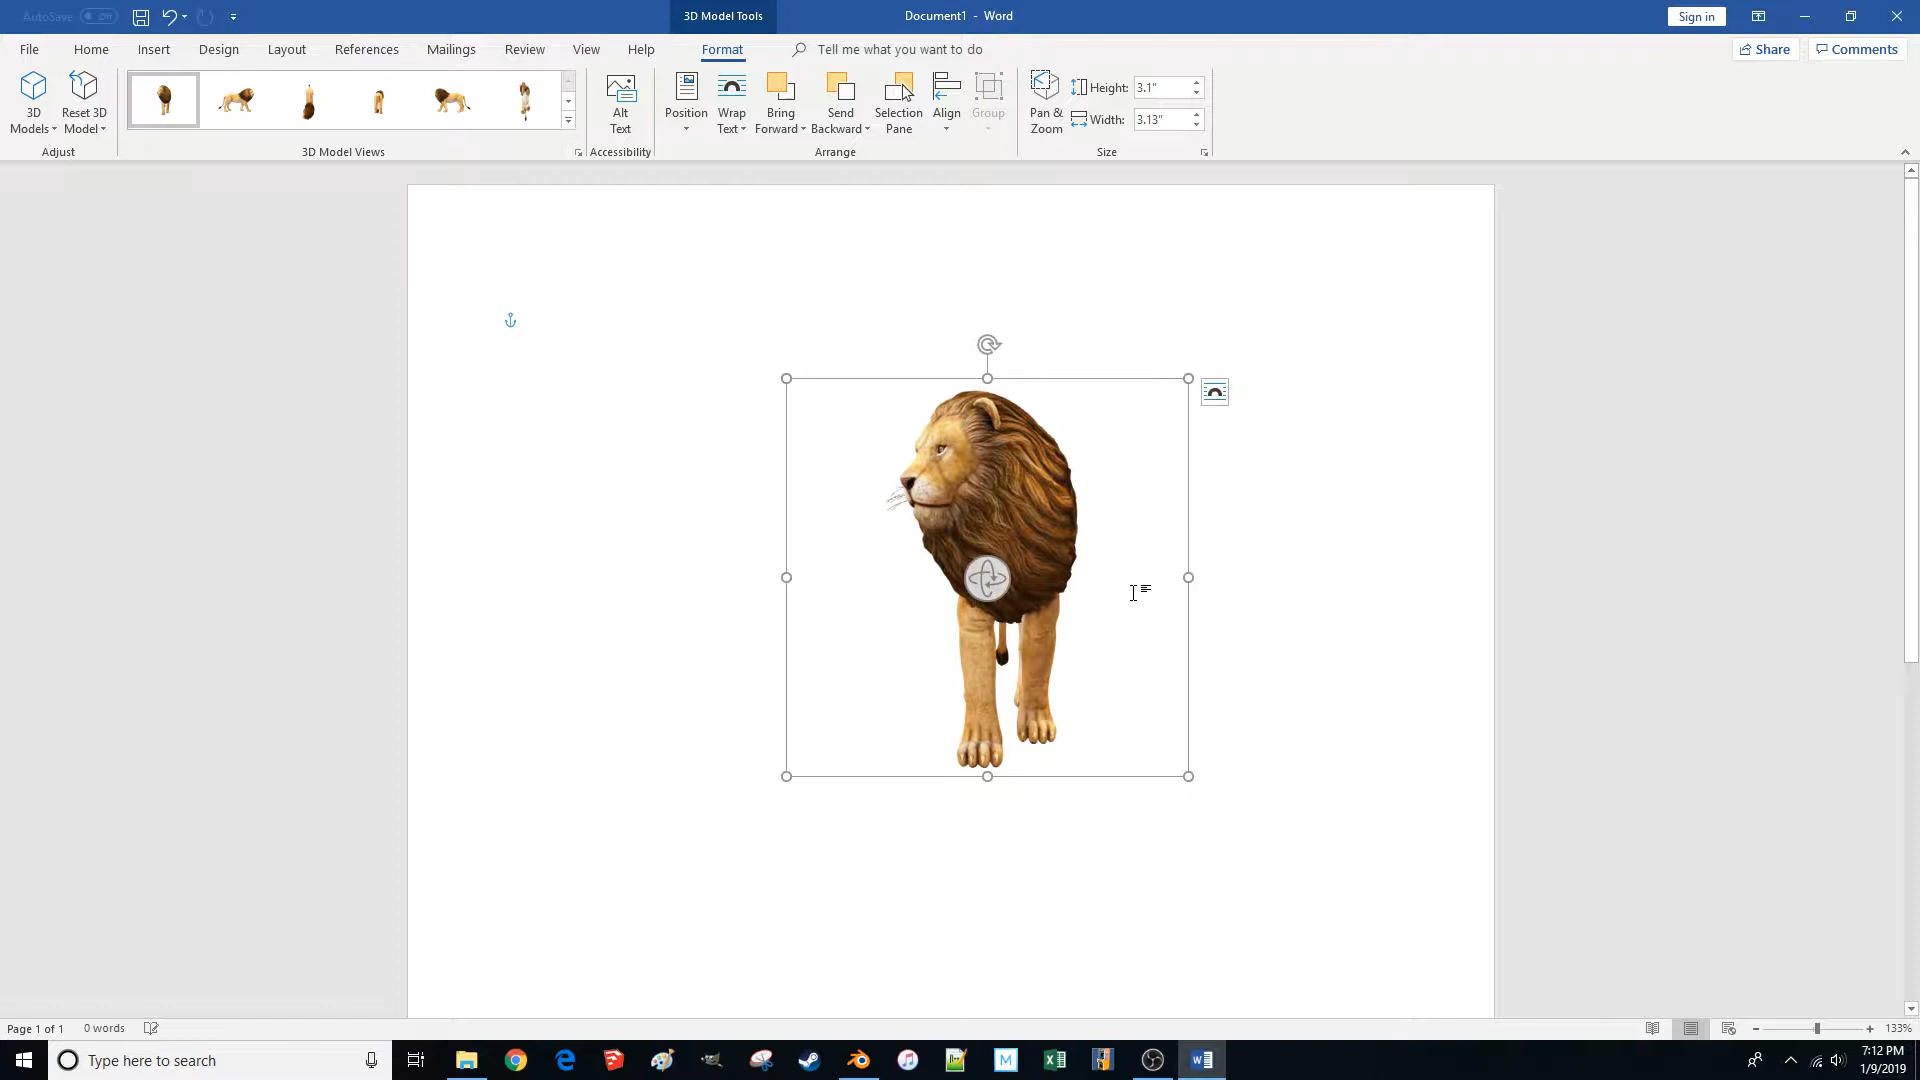 AutoSave Off
3D Model Tools
Document1 - Word
Sign in
File Home Insert Design Layout References Mailings Review View Help Format Tell me what you want to do
Share Comments
3D Models
Reset 3D Model
Alt Text
Position
Wrap Text
Bring Forward
Send Backward
Selection Pane
Align
Group
Pan & Zoom
Height: 3.1"
Width: 3.13"
Adjust 3D Model Views Accessibility Arrange Size
Page 1 of 1 0 words
133%
Type here to search
7:12 PM
1/9/2019